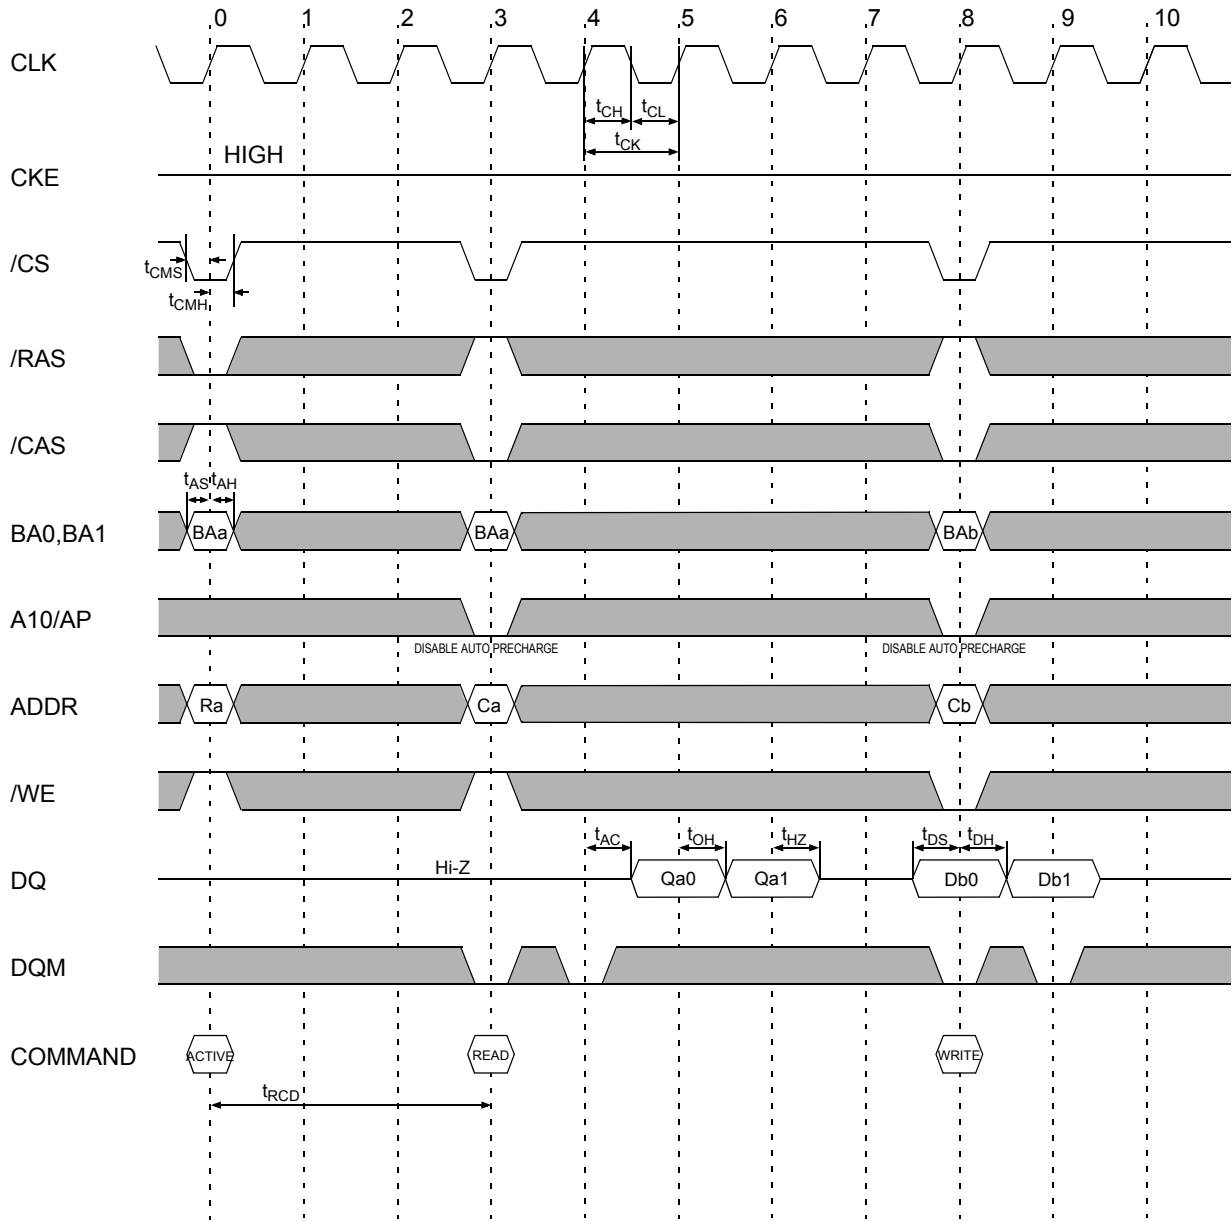 0 1 2 3 4 5 6 7 8 9 10
CLK
tCH tCL
tCK
HIGH
CKE
/CS
tCMS
tCMH
/RAS
/CAS
tAS tAH
BA0,BA1 BAa BAa BAb
A10/AP
DISABLE AUTO PRECHARGE DISABLE AUTO PRECHARGE
ADDR Ra Ca Cb
/WE
tAC tOH tHZ tDS tDH
Hi-Z
DQ Qa0 Qa1 Db0 Db1
DQM
COMMAND ACTIVE READ WRITE
tRCD